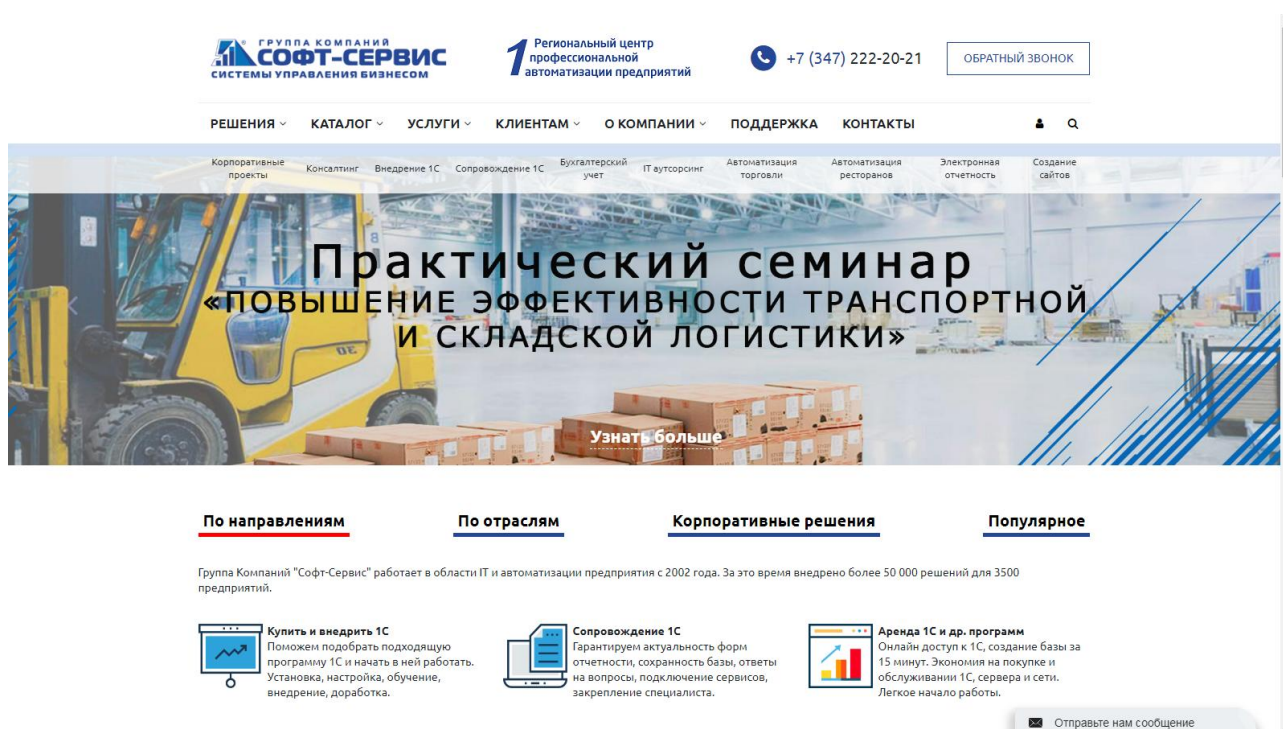 ГРУППА КОМПАНИЙ
СОФТ-СЕРВИС
СИСТЕМЫ УПРАВЛЕНИЯ БИЗНЕСОМ
1 Региональный центр
профессиональной
автоматизации предприятий
+7 (347) 222-20-21
ОБРАТНЫЙ ЗВОНОК
РЕШЕНИЯ КАТАЛОГ УСЛУГИ КЛИЕНТАМ О КОМПАНИИ ПОДДЕРЖКА КОНТАКТЫ
Корпоративные
проекты
Консалтинг
Внедрение 1С
Сопровождение 1С
Бухгалтерский
учет
IT аутсорсинг
Автоматизация
торговли
Автоматизация
ресторанов
Электронная
отчетность
Создание
сайтов
Практический семинар
«ПОВЫШЕНИЕ ЭФФЕКТИВНОСТИ ТРАНСПОРТНОЙ
И СКЛАДСКОЙ ЛОГИСТИКИ»
Узнать больше
По направлениям
По отраслям
Корпоративные решения
Популярное
Группа Компаний "Софт-Сервис" работает в области IT и автоматизации предприятия с 2002 года. За это время внедрено более 50 000 решений для 3500
предприятий.
Купить и внедрить 1С
Поможем подобрать подходящую
программу 1С и начать в ней работать.
Установка, настройка, обучение,
внедрение, доработка.
Сопровождение 1С
Гарантируем актуальность форм
отчетности, сохранность базы, ответы
на вопросы, подключение сервисов,
закрепление специалиста.
Аренда 1С и др. программ
Онлайн доступ к 1С, создание базы за
15 минут. Экономия на покупке и
обслуживании 1С, сервера и сети.
Легкое начало работы.
Отправьте нам сообщение